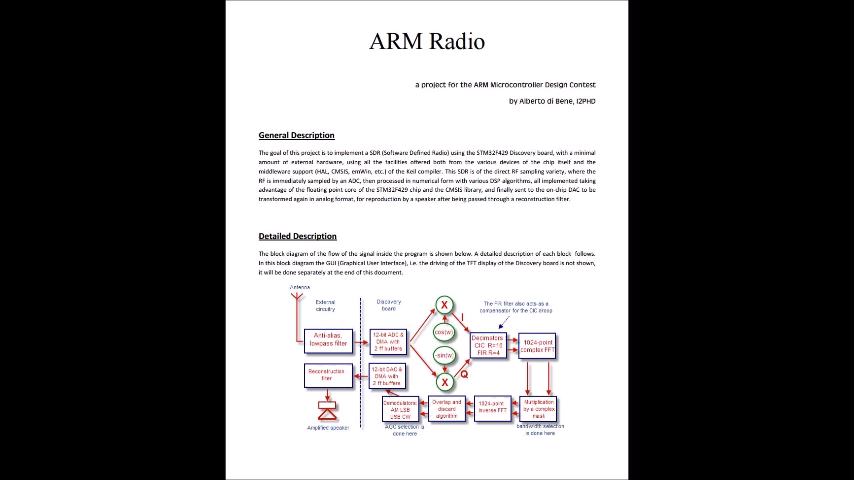 ARM Radio
a project for the ARM Microcontroller Design Contest
by Alberto di Bene, I2PHD
General Description
The goal of this project is to implement a SDR (Software Defined Radio) using the STM32F429 Discovery board, with a minimal
amount of external hardware, using all the facilities offered both from the various devices of the chip itself and the
middleware support (HAL, CMSIS, emWin, etc.) of the Keil compiler. This SDR is of the direct RF sampling variety, where the
RF is immediately sampled by an ADC, then processed in numerical form with various DSP algorithms, all implemented taking
advantage of the floating point core of the STM32F429 chip and the CMSIS library, and finally sent to the on-chip DAC to be
transformed again in analog format, for reproduction by a speaker after being passed through a reconstruction filter.
Detailed Description
The block diagram of the flow of the signal inside the program is shown below. A detailed description of each block follows.
In this block diagram the GUI (Graphical User Interface), i.e. the driving of the TFT display of the Discovery board is not shown,
it will be done separately at the end of this document.
Antenna
External
circuitry
Discovery
board
The FIR filter also acts as a
compensator for the CIC droop
X
I
cos(w)
-sin(w)
X
Q
Anti-alias,
lowpass filter
12-bit ADC &
DMA with
2 ff buffers
Decimators
CIC R=16
FIR R=4
1024-point
complex FFT
Reconstruction
filter
12-bit DAC &
DMA with
2 ff buffers
Demodulators
AM LSB
USB CW
Overlap and
discard
algorithm
1024-point
inverse FFT
Multiplication
by a complex
mask
Amplified speaker
AGC selection is
done here
bandwidth selection
is done here